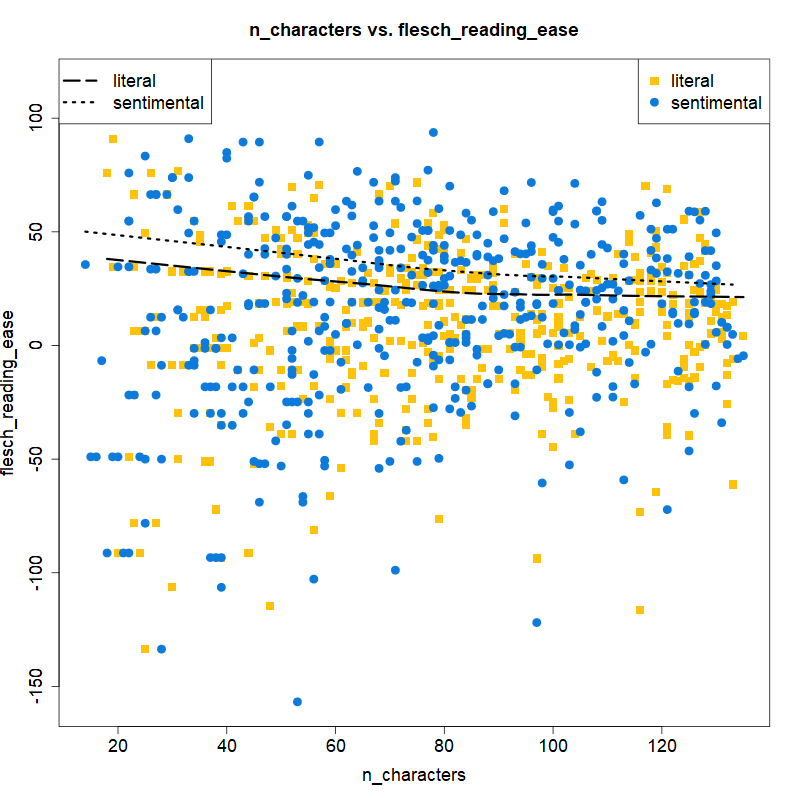 n_characters vs. flesch_reading_ease
literal
sentimental
literal
sentimental
flesch_reading_ease
100
50
0
-50
-100
-150
20 40 60 80 100 120
n_characters